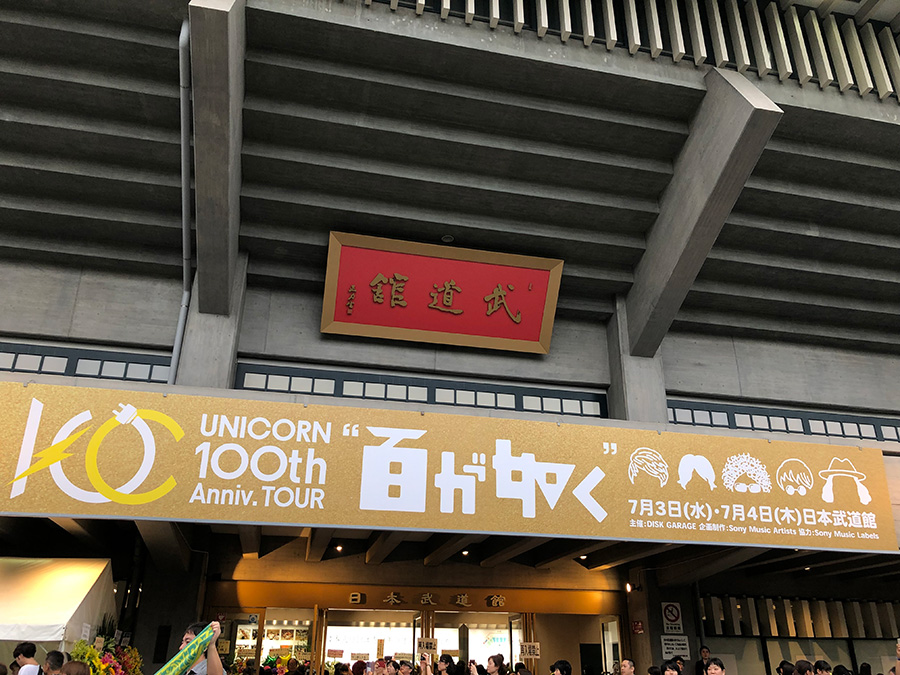 武道館
UNICORN
100th
Anniv. TOUR
“百が如く”
7月3日(水)・7月4日(木)日本武道館
主催:DISK GARAGE 企画制作:Sony Music Artists 協力:Sony Music Labels
日本武道館